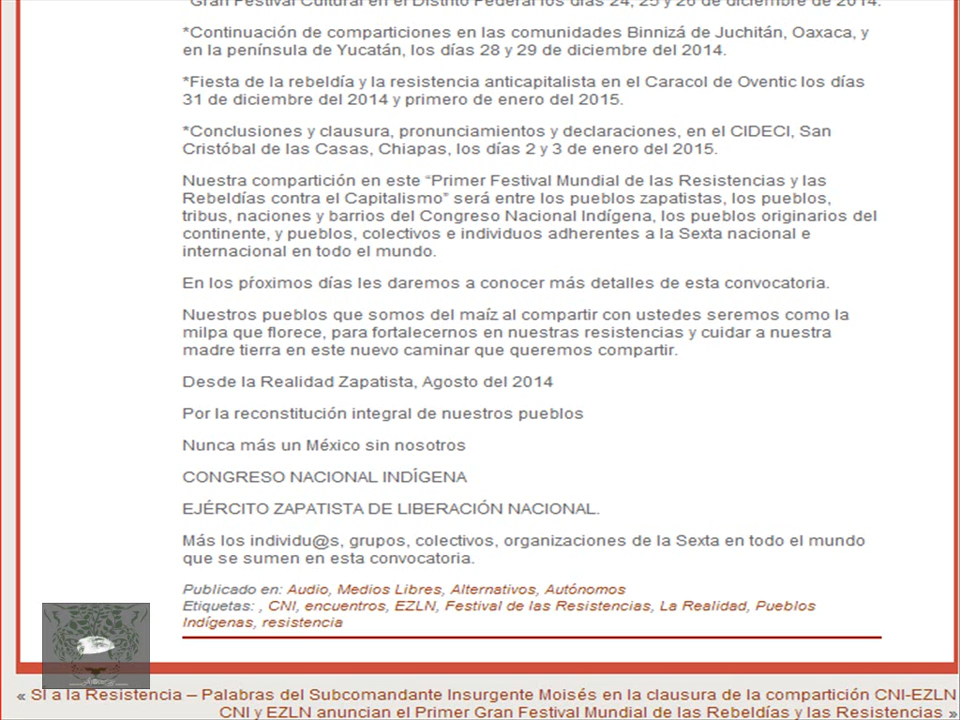 "Gran Festival Cultural en el Distrito Federal los días 24, 25 y 26 de diciembre de 2014.
*Continuación de comparticiones en las comunidades Binnizá de Juchitán, Oaxaca, y
en la península de Yucatán, los días 28 y 29 de diciembre del 2014.
*Fiesta de la rebeldía y la resistencia anticapitalista en el Caracol de Oventic los días
31 de diciembre del 2014 y primero de enero del 2015.
*Conclusiones y clausura, pronunciamientos y declaraciones, en el CIDECI, San
Cristóbal de las Casas, Chiapas, los días 2 y 3 de enero del 2015.
Nuestra compartición en este “Primer Festival Mundial de las Resistencias y las
Rebeldías contra el Capitalismo” será entre los pueblos zapatistas, los pueblos,
tribus, naciones y barrios del Congreso Nacional Indígena, los pueblos originarios del
continente, y pueblos, colectivos e individuos adherentes a la Sexta nacional e
internacional en todo el mundo.
En los pŕoximos días les daremos a conocer más detalles de esta convocatoria.
Nuestros pueblos que somos del maíz al compartir con ustedes seremos como la
milpa que florece, para fortalecernos en nuestras resistencias y cuidar a nuestra
madre tierra en este nuevo caminar que queremos compartir.
Desde la Realidad Zapatista, Agosto del 2014
Por la reconstitución integral de nuestros pueblos
Nunca más un México sin nosotros
CONGRESO NACIONAL INDÍGENA
EJÉRCITO ZAPATISTA DE LIBERACIÓN NACIONAL.
Más los individu@s, grupos, colectivos, organizaciones de la Sexta en todo el mundo
que se sumen en esta convocatoria.
Publicado en: Audio, Medios Libres, Alternativos, Autónomos
Etiquetas: , CNI, encuentros, EZLN, Festival de las Resistencias, La Realidad, Pueblos
Indígenas, resistencia
« SI a la Resistencia – Palabras del Subcomandante Insurgente Moisés en la clausura de la compartición CNI-EZLN
CNI y EZLN anuncian el Primer Gran Festival Mundial de las Rebeldías y las Resistencias »